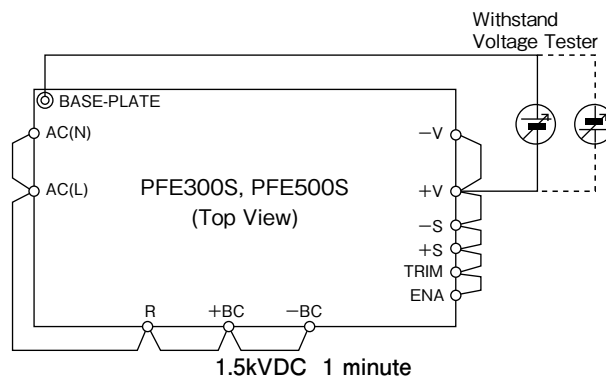 Withstand
Voltage Tester
BASE-PLATE
AC(N)
−V
AC(L)
PFE300S, PFE500S
+V
(Top View)
−S
+S
TRIM
ENA
R
+BC
−BC
1.5kVDC 1 minute